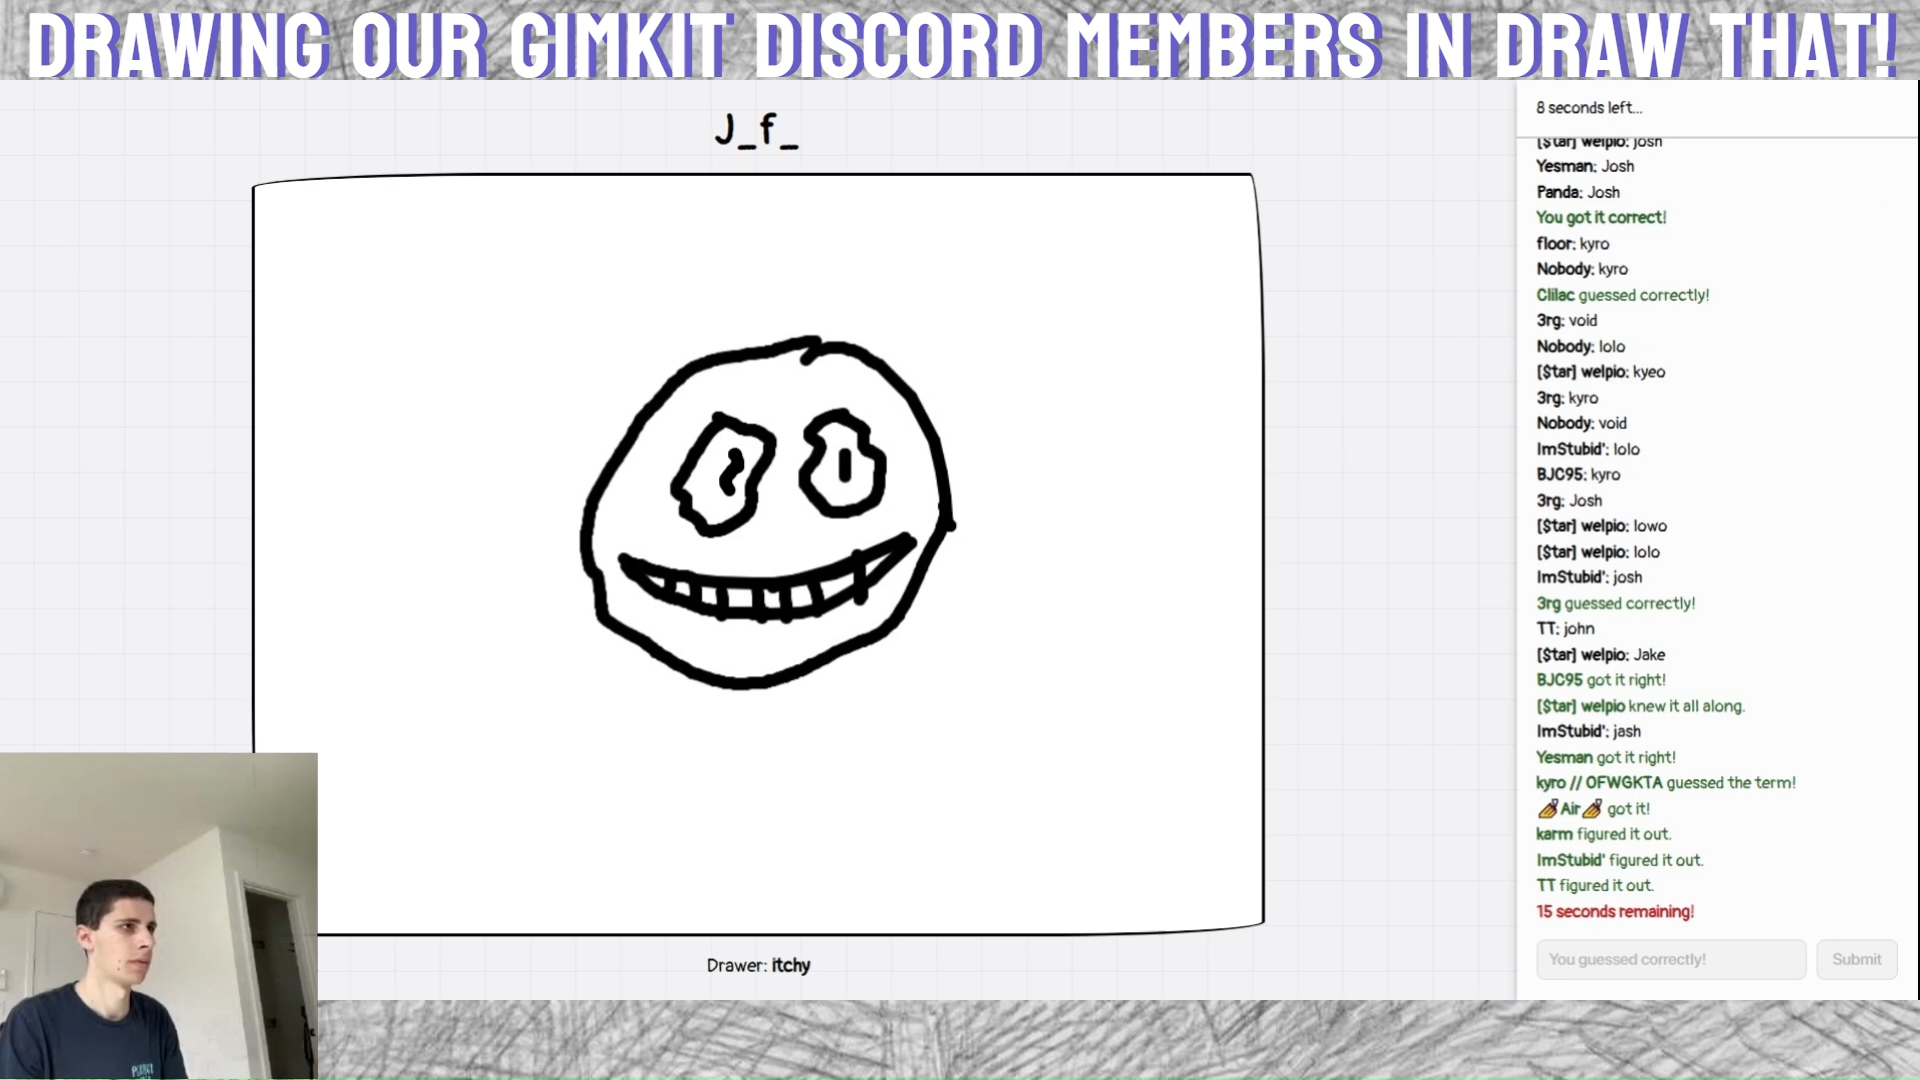 DRAWING OUR GIMKIT DISCORD MEMBERS IN DRAW THAT!
J_f_
8 seconds left...
[$tar] welpio: josh
Yesman: Josh
Panda: Josh
You got it correct!
floor: kyro
Nobody: kyro
Clilac guessed correctly!
3rg: void
Nobody: lolo
[$tar] welpio: kyeo
3rg: kyro
Nobody: void
ImStubid': lolo
BJC95: kyro
3rg: Josh
[$tar] welpio: lowo
[$tar] welpio: lolo
ImStubid': josh
3rg guessed correctly!
TT: john
[$tar] welpio: Jake
BJC95 got it right!
[$tar] welpio knew it all along.
ImStubid': jash
Yesman got it right!
kyro // OFWGKTA guessed the term!
Air got it!
karm figured it out.
ImStubid' figured it out.
TT figured it out.
15 seconds remaining!
You guessed correctly! Submit
Drawer: itchy